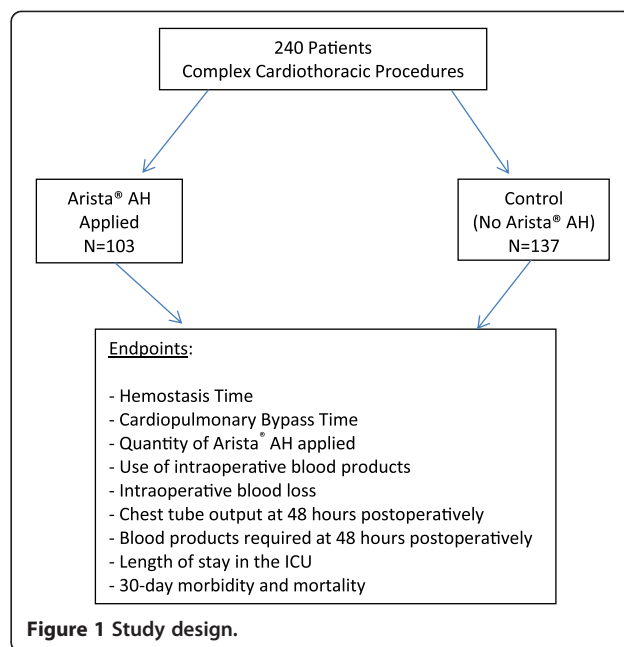 240 Patients
Complex Cardiothoracic Procedures
Arista® AH
Applied
N=103
Control
(No Arista® AH)
N=137
Endpoints:
- Hemostasis Time
- Cardiopulmonary Bypass Time
- Quantity of Arista® AH applied
- Use of intraoperative blood products
- Intraoperative blood loss
- Chest tube output at 48 hours postoperatively
- Blood products required at 48 hours postoperatively
- Length of stay in the ICU
- 30-day morbidity and mortality
Figure 1 Study design.